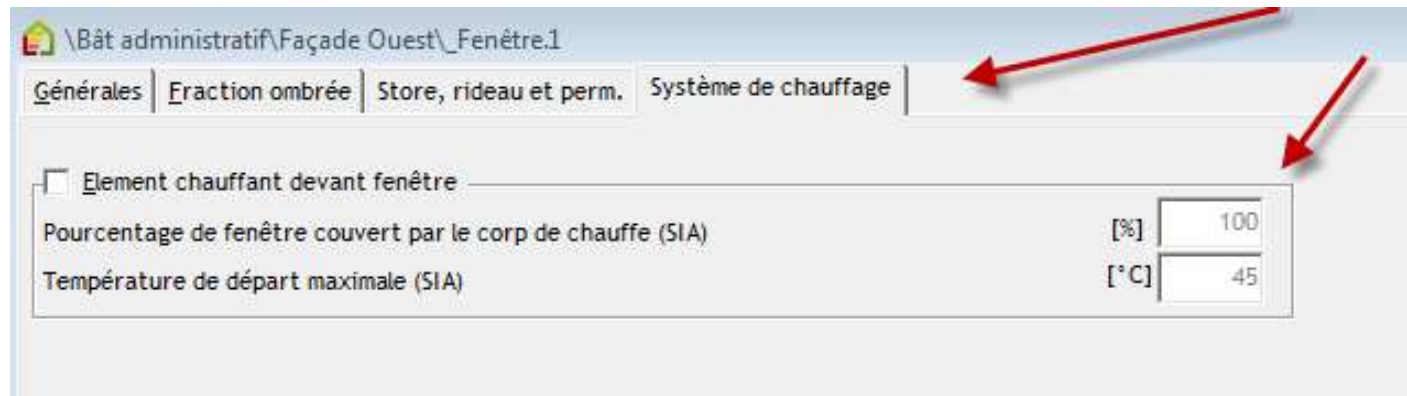 \Bât administratif\Façade Ouest\_Fenêtre.1
Générales Fraction ombrée Store, rideau et perm. Système de chauffage
Element chauffant devant fenêtre
Pourcentage de fenêtre couvert par le corp de chauffe (SIA) [%] 100
Température de départ maximale (SIA) [°C] 45